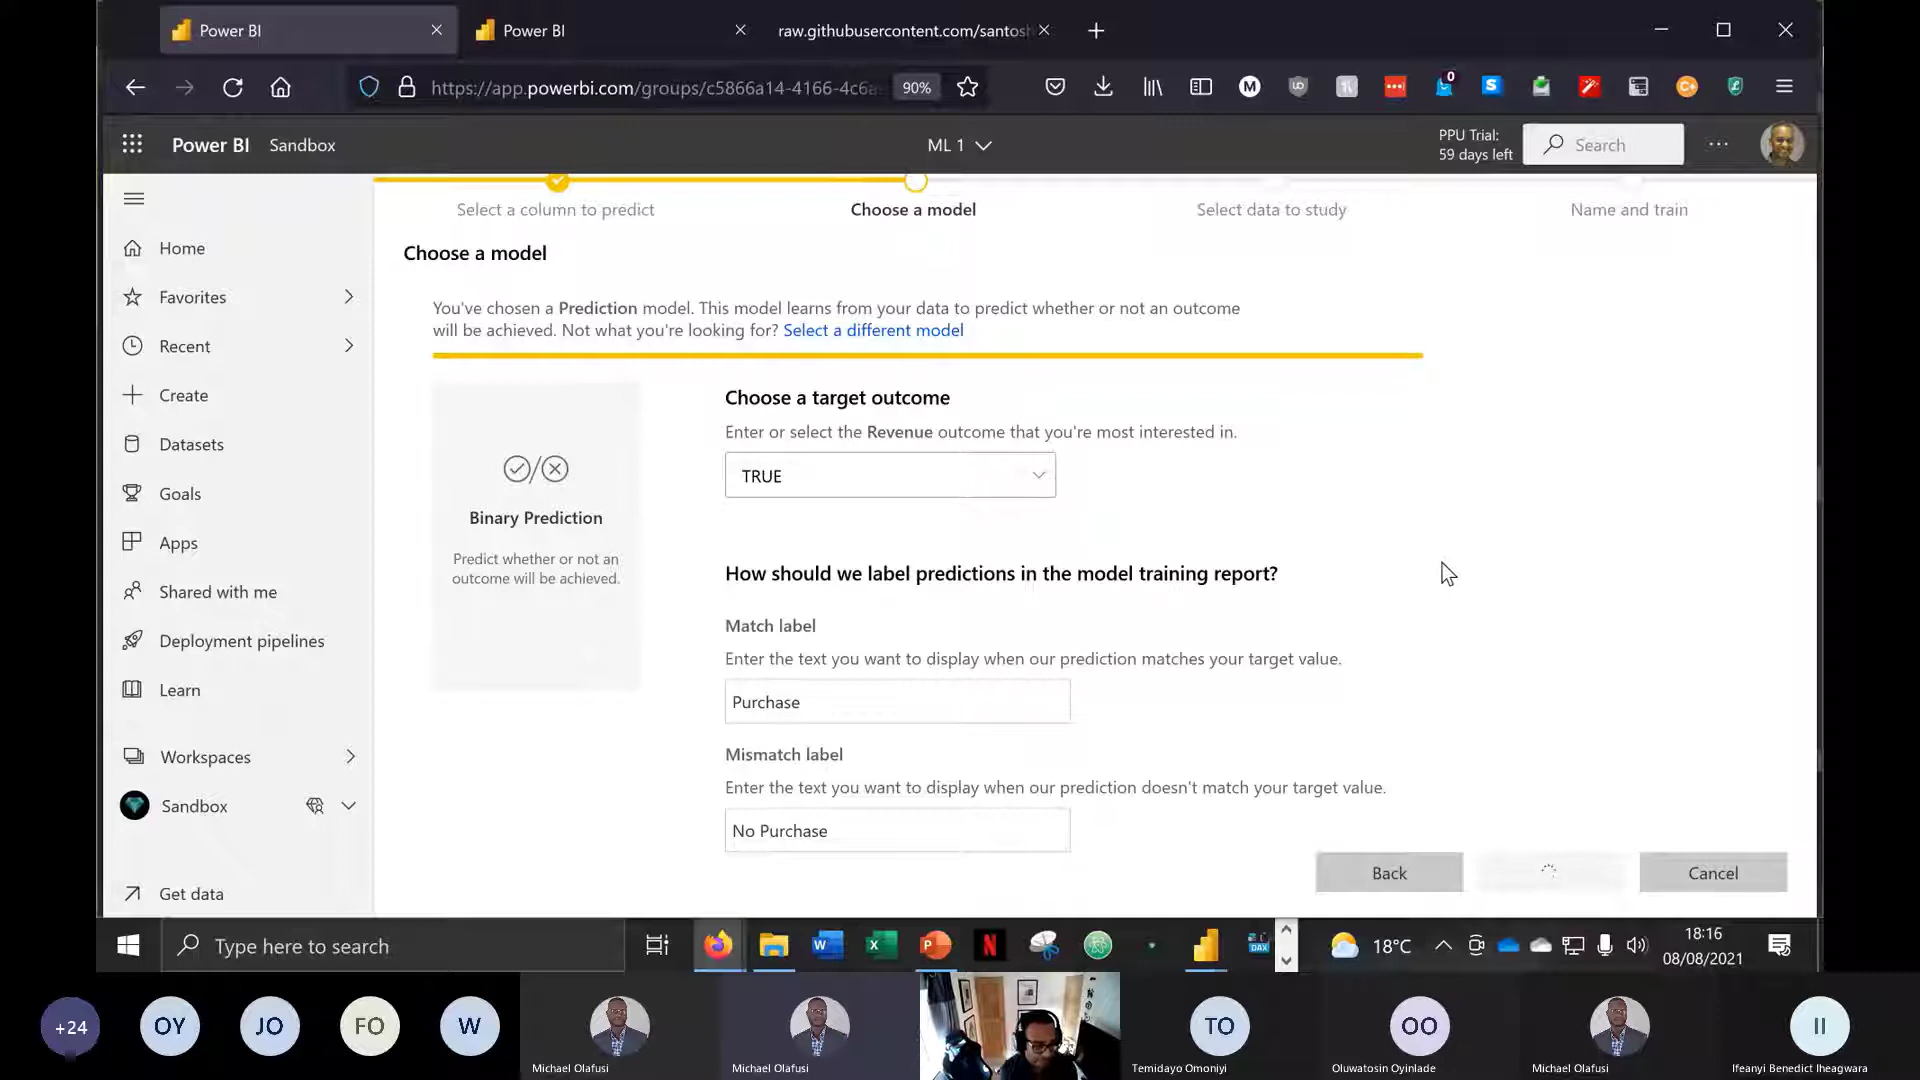 Power BI
Power BI
raw.githubusercontent.com/santosh
https://app.powerbi.com/groups/c5866a14-4166-4c6a
90%
0
Power BI Sandbox
ML 1
PPU Trial:
59 days left
Search
Select a column to predict
Choose a model
Select data to study
Name and train
Home
Favorites
Recent
Create
Datasets
Goals
Apps
Shared with me
Deployment pipelines
Learn
Workspaces
Sandbox
Get data
Choose a model
You've chosen a Prediction model. This model learns from your data to predict whether or not an outcome
will be achieved. Not what you're looking for? Select a different model
Binary Prediction
Predict whether or not an
outcome will be achieved.
Choose a target outcome
Enter or select the Revenue outcome that you're most interested in.
TRUE
How should we label predictions in the model training report?
Match label
Enter the text you want to display when our prediction matches your target value.
Purchase
Mismatch label
Enter the text you want to display when our prediction doesn't match your target value.
No Purchase
Back
Cancel
Type here to search
18°C
18:16
08/08/2021
+24
OY
JO
FO
W
Michael Olafusi
Michael Olafusi
TO
Temidayo Omoniyi
OO
Oluwatosin Oyinlade
Michael Olafusi
II
Ifeanyi Benedict Iheagwara